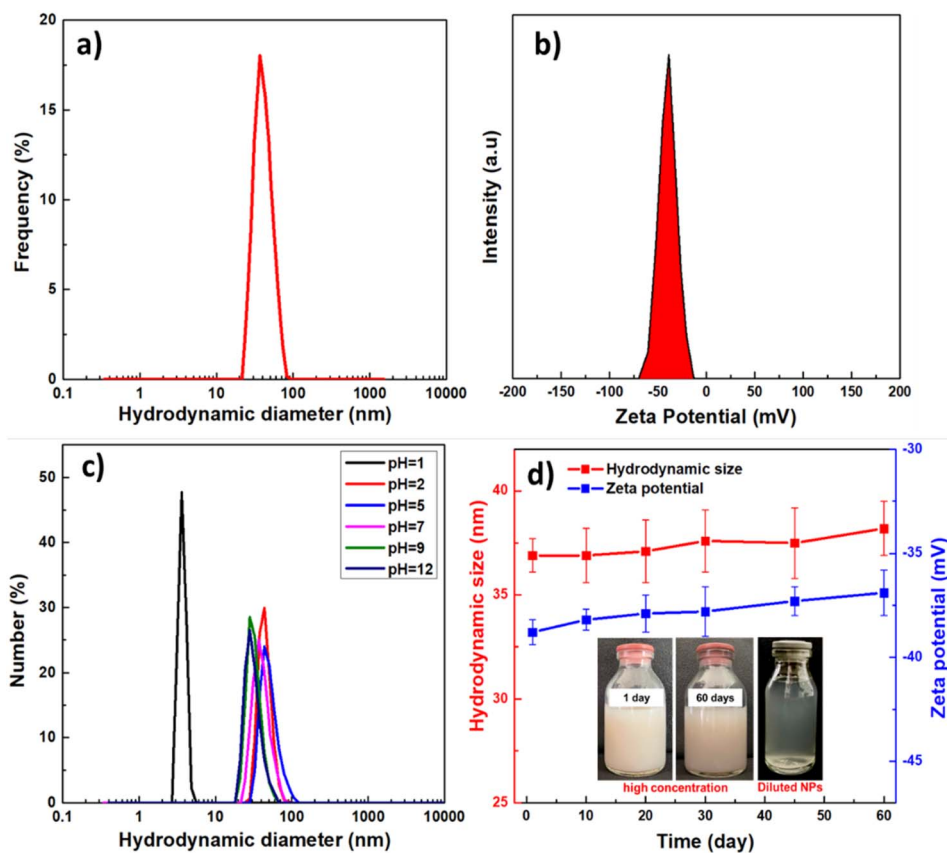 a)
20
15
10
5
0
Frequency (%)
0.1 1 10 100 1000 10000
Hydrodynamic diameter (nm)
b)
Intensity (a.u)
-200 -150 -100 -50 0 50 100 150 200
Zeta Potential (mV)
c)
50
40
30
20
10
0
Number (%)
pH=1
pH=2
pH=5
pH=7
pH=9
pH=12
0.1 1 10 100 1000 10000
Hydrodynamic diameter (nm)
d)
Hydrodynamic size
Zeta potential
41
37
33
29
25
Hydrodynamic size (nm)
-30
-35
-40
-45
Zeta potential (mV)
1 day
60 days
high concentration
Diluted NPs
0 10 20 30 40 50 60
Time (day)